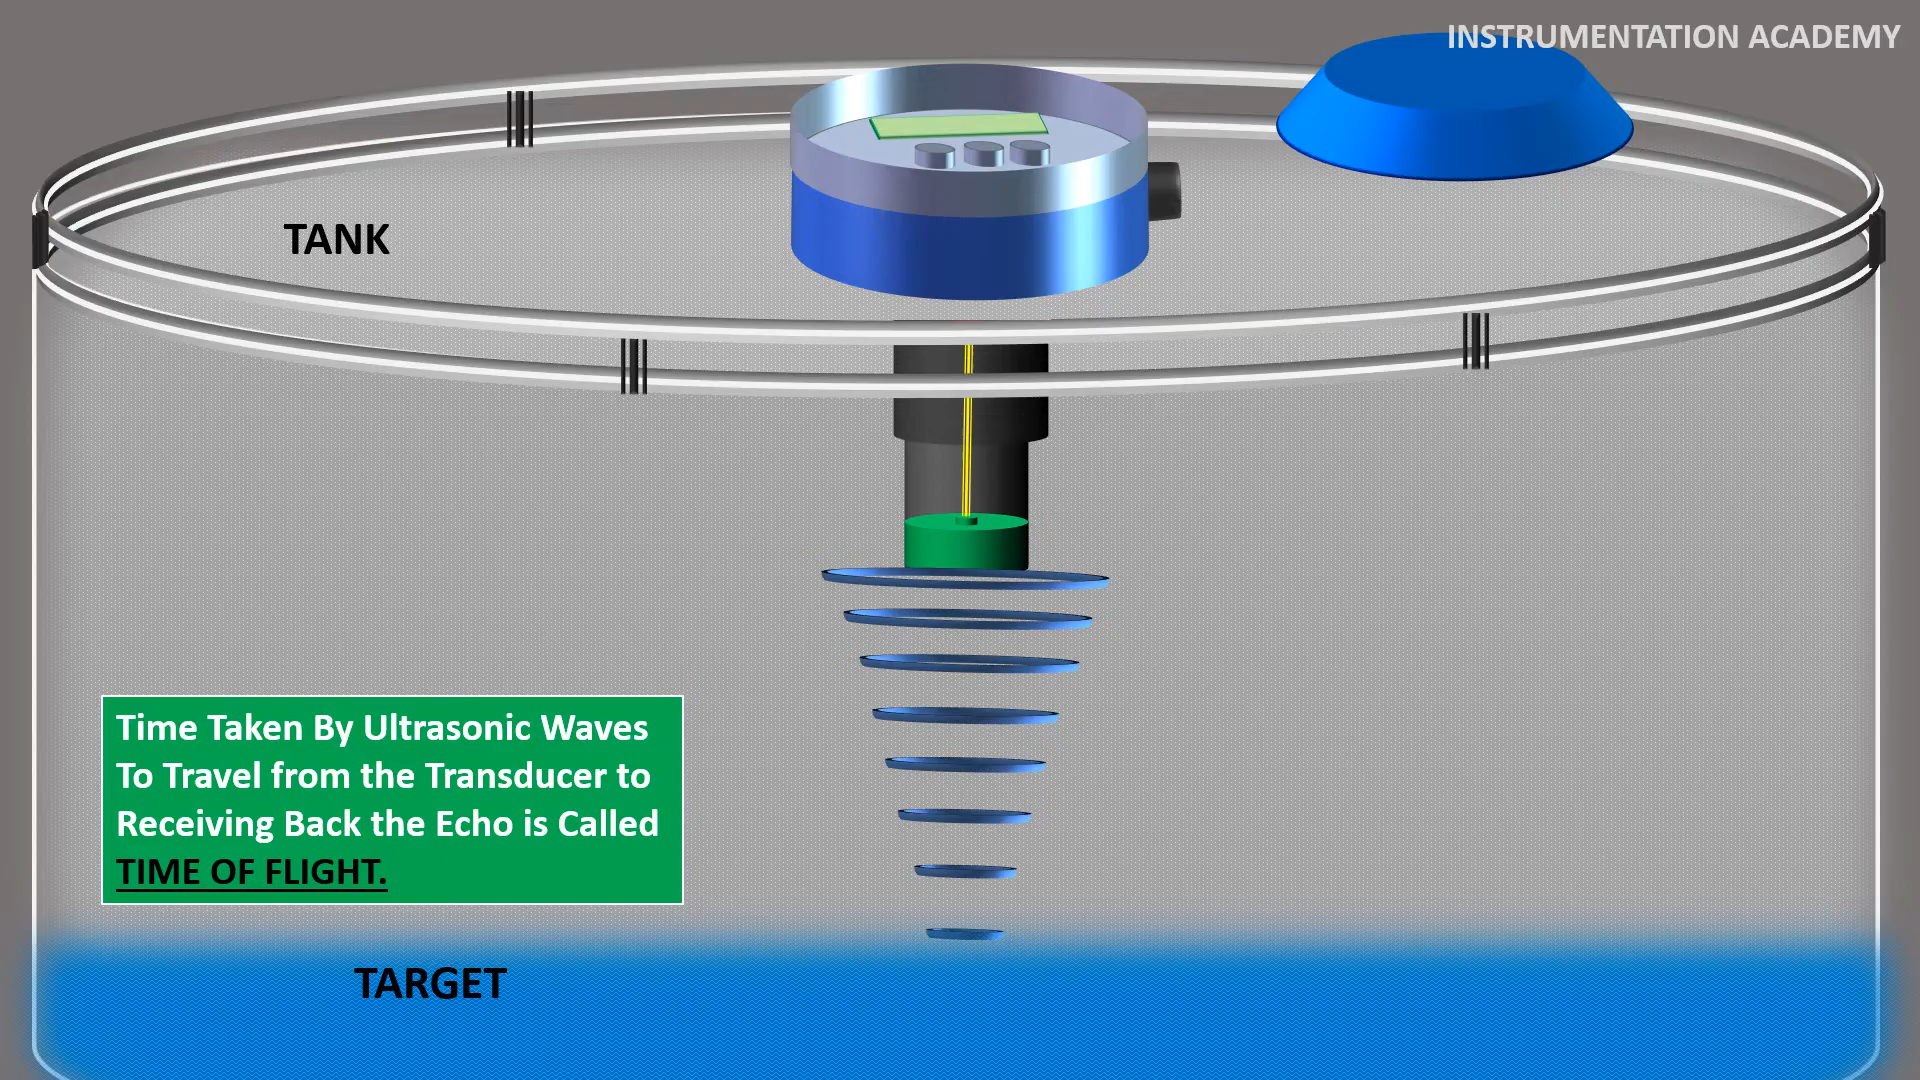 INSTRUMENTATION ACADEMY
TANK
Time Taken By Ultrasonic Waves
To Travel from the Transducer to
Receiving Back the Echo is Called
TIME OF FLIGHT.
TARGET